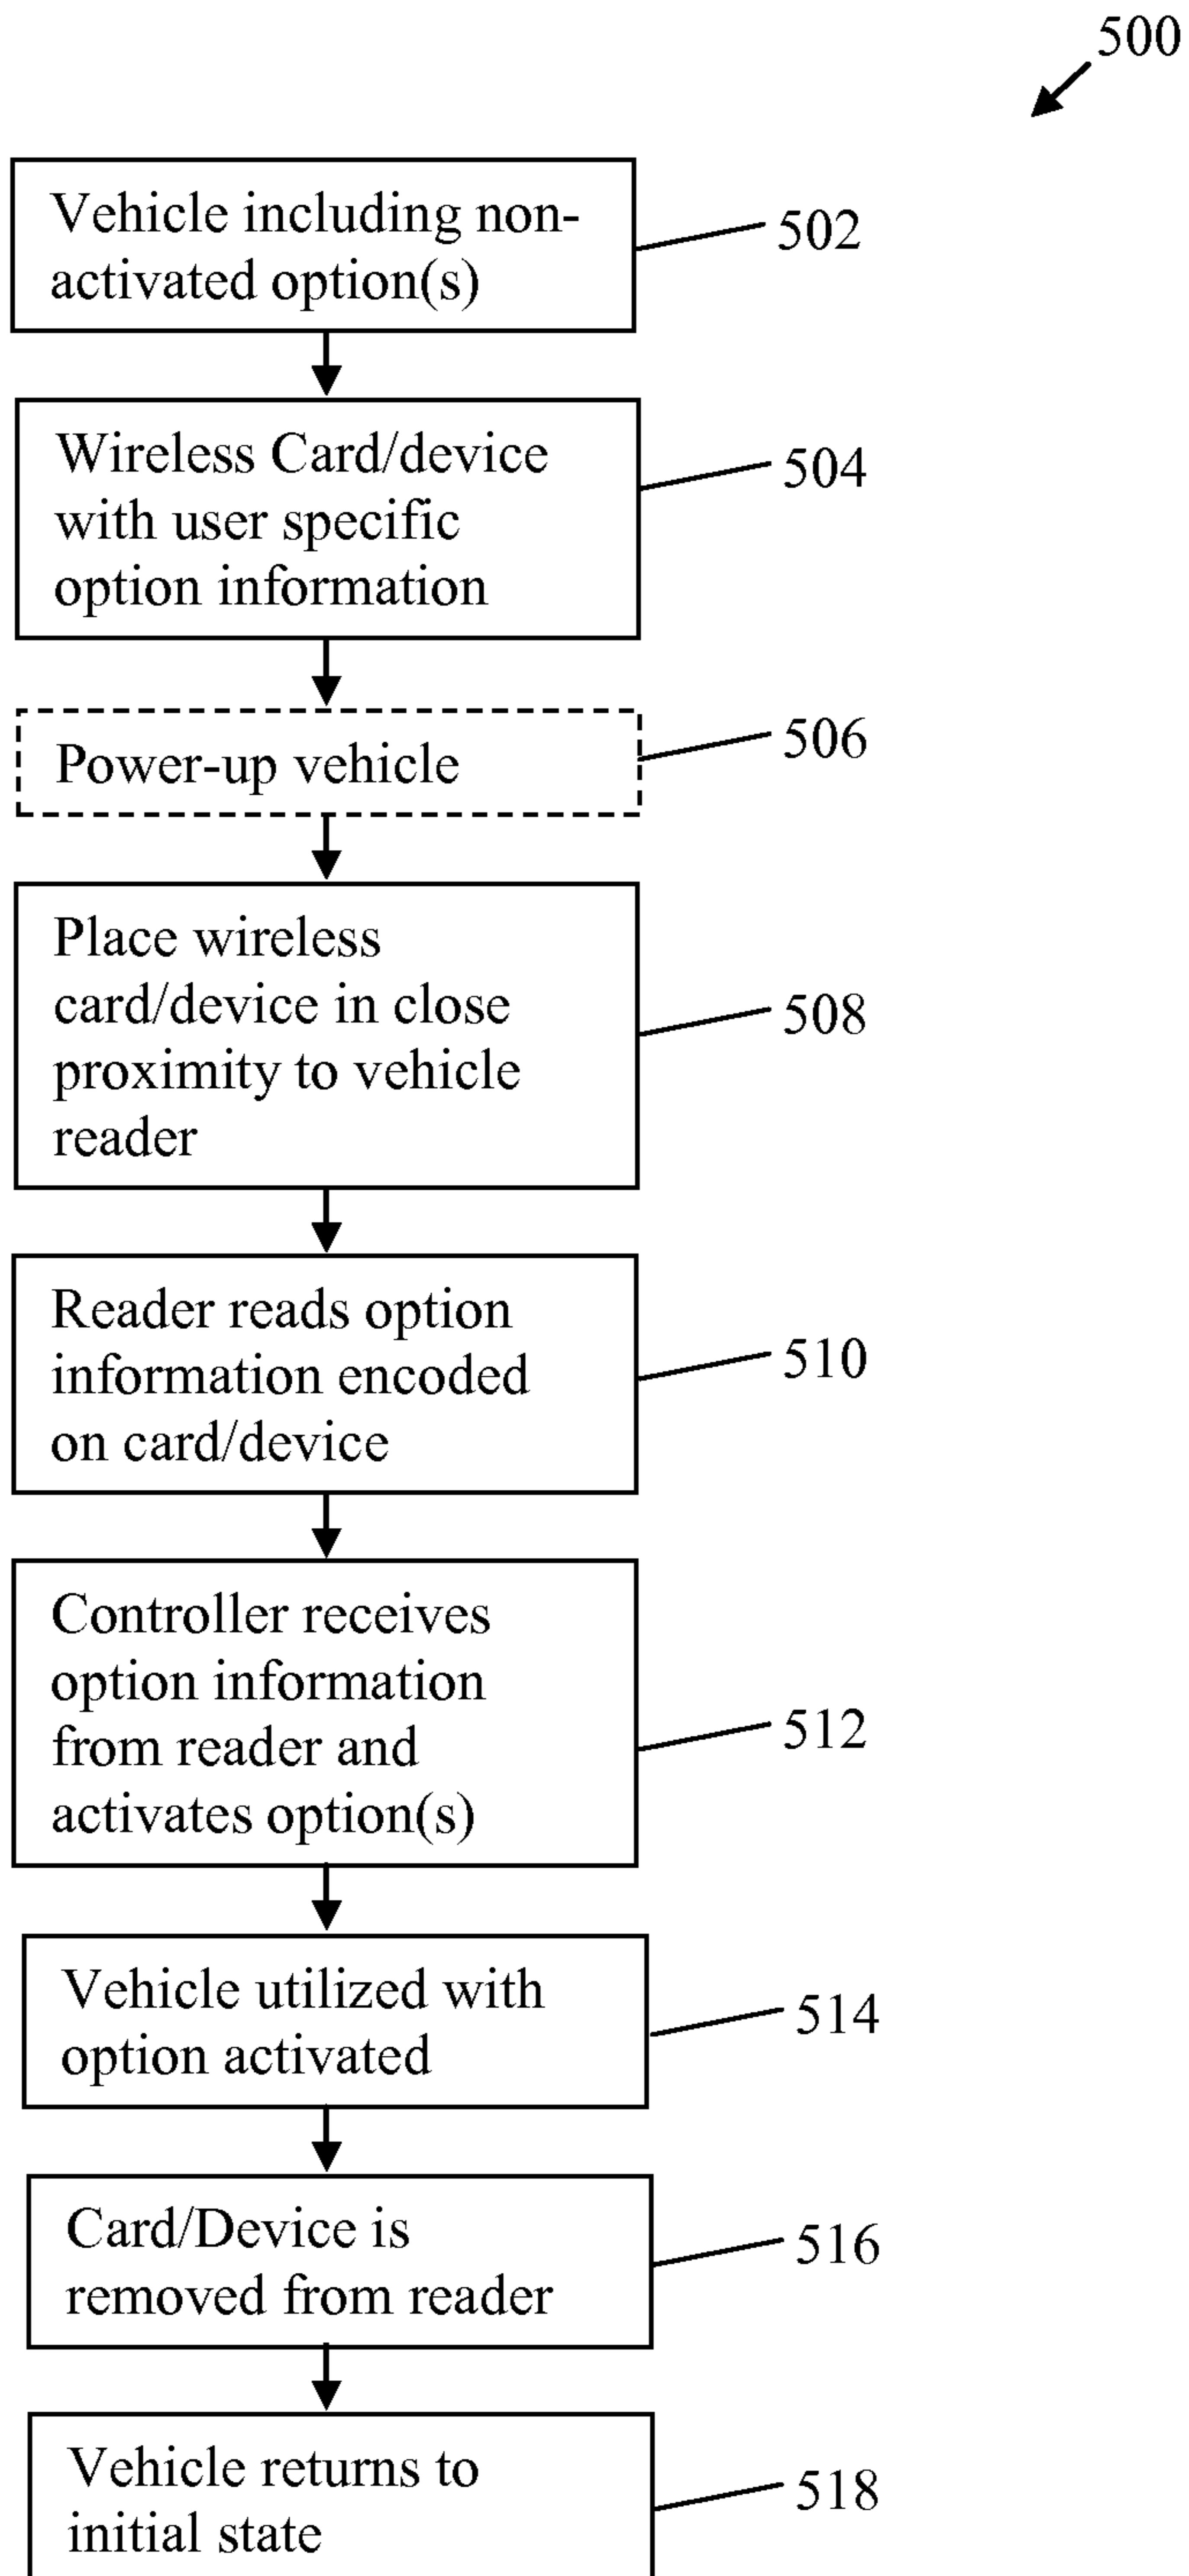 500
Vehicle including non-
activated option(s)
502
Wireless Card/device
with user specific
option information
504
Power-up vehicle
506
Place wireless
card/device in close
proximity to vehicle
reader
508
Reader reads option
information encoded
on card/device
510
Controller receives
option information
from reader and
activates option(s)
512
Vehicle utilized with
option activated
514
Card/Device is
removed from reader
516
Vehicle returns to
initial state
518